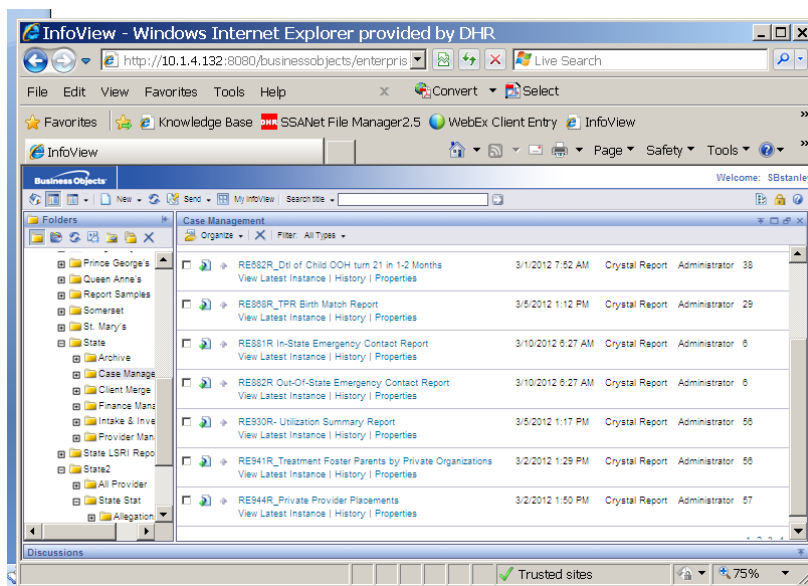 InfoView - Windows Internet Explorer provided by DHR
http://10.1.4.132:8080/businessobjects/enterpris
Live Search
File Edit View Favorites Tools Help
x Convert Select
Favorites Knowledge Base DHR SSANet File Manager2.5 WebEx Client Entry InfoView »
InfoView
Page Safety Tools »
Business Objects
Welcome: SBstanle
New Send My InfoView Search title
Folders
Case Management
Organize Filter: All Types
Prince George's
Queen Anne's
Report Samples
Somerset
St. Mary's
State
Archive
Case Manage
Client Merge
Finance Mana
Intake & Inve
Provider Man
State LSRI Repo
State2
All Provider
State Stat
Allegation
RE682R_Dtl of Child OOH turn 21 in 1-2 Months 3/1/2012 7:52 AM Crystal Report Administrator 38
View Latest Instance | History | Properties
RE868R_TPR Birth Match Report 3/5/2012 1:12 PM Crystal Report Administrator 29
View Latest Instance | History | Properties
RE881R In-State Emergency Contact Report 3/10/2012 6:27 AM Crystal Report Administrator 6
View Latest Instance | History | Properties
RE882R Out-Of-State Emergency Contact Report 3/10/2012 6:27 AM Crystal Report Administrator 6
View Latest Instance | History | Properties
RE930R- Utilization Summary Report 3/5/2012 1:17 PM Crystal Report Administrator 56
View Latest Instance | History | Properties
RE941R_Treatment Foster Parents by Private Organizations 3/2/2012 1:29 PM Crystal Report Administrator 56
View Latest Instance | History | Properties
RE944R_Private Provider Placements 3/2/2012 1:50 PM Crystal Report Administrator 57
View Latest Instance | History | Properties
Discussions
Trusted sites 75%